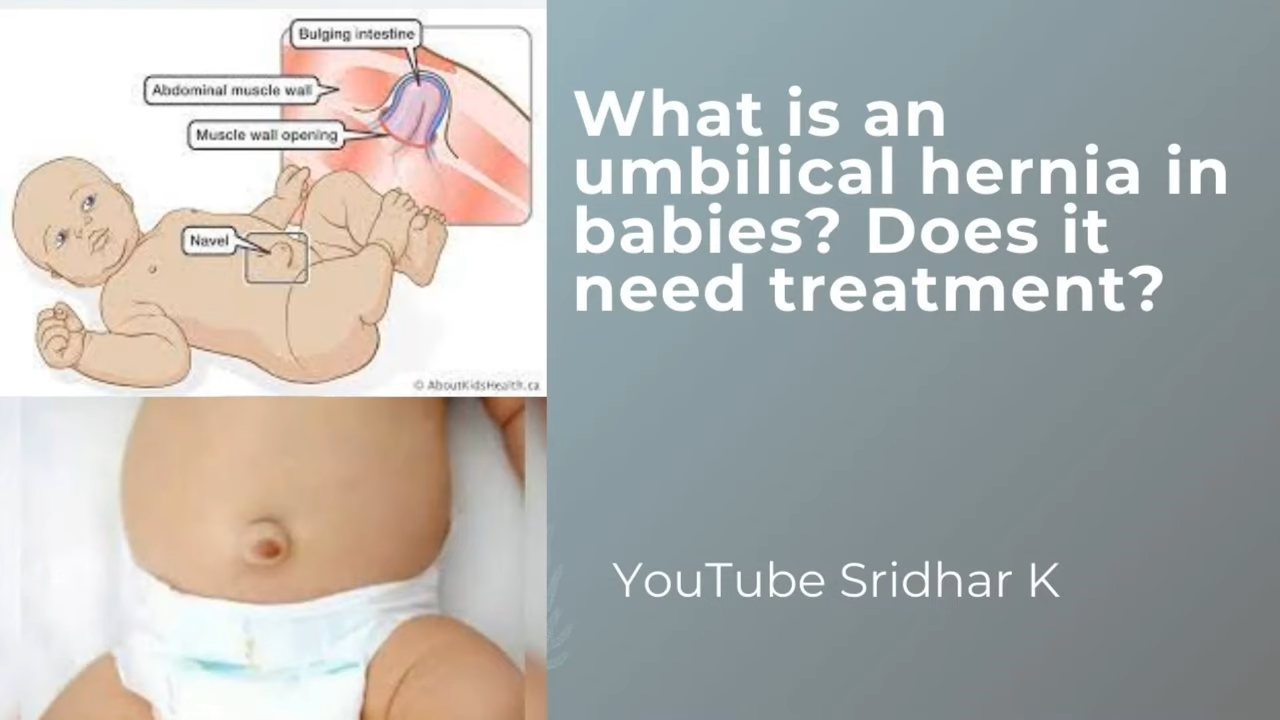 Bulging intestine
Abdominal muscle wall
Muscle wall opening
Navel
© AboutKidsHealth.ca
What is an
umbilical hernia in
babies? Does it
need treatment?
YouTube Sridhar K